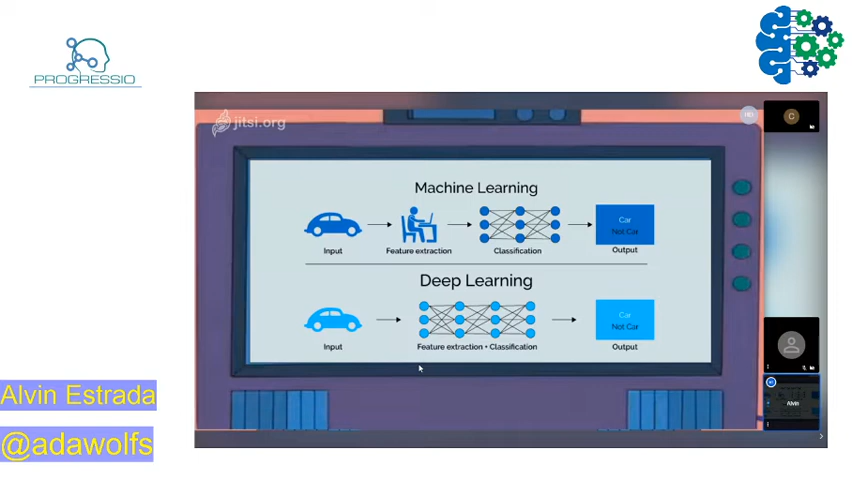 PROGRESSIO
jitsi.org
C
Machine Learning
Input
Feature extraction
Classification
Car
Not Car
Output
Deep Learning
Input
Feature extraction + Classification
Car
Not Car
Output
Alvin
Alvin Estrada
@adawolfs